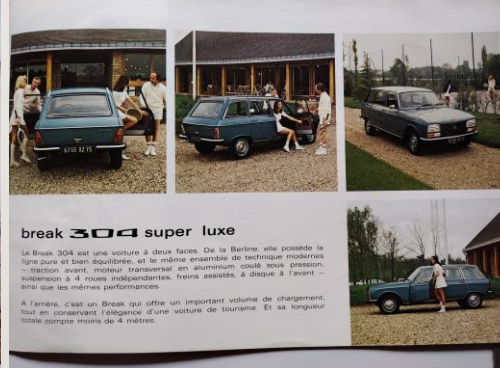 6755 XZ 75
break 304 super luxe
Le Break 304 est une voiture à deux faces. De la Berline, elle possède la
ligne pure et bien équilibrée, et le même ensemble de technique modernes
– traction avant, moteur transversal en aluminium coulé sous pression,
suspension à 4 roues indépendantes, freins assistés, à disque à l'avant –
ainsi que les mêmes performances.
A l'arrière, c'est un Break qui offre un important volume de chargement,
tout en conservant l'élégance d'une voiture de tourisme. Et sa longueur
totale compte moins de 4 mètres.